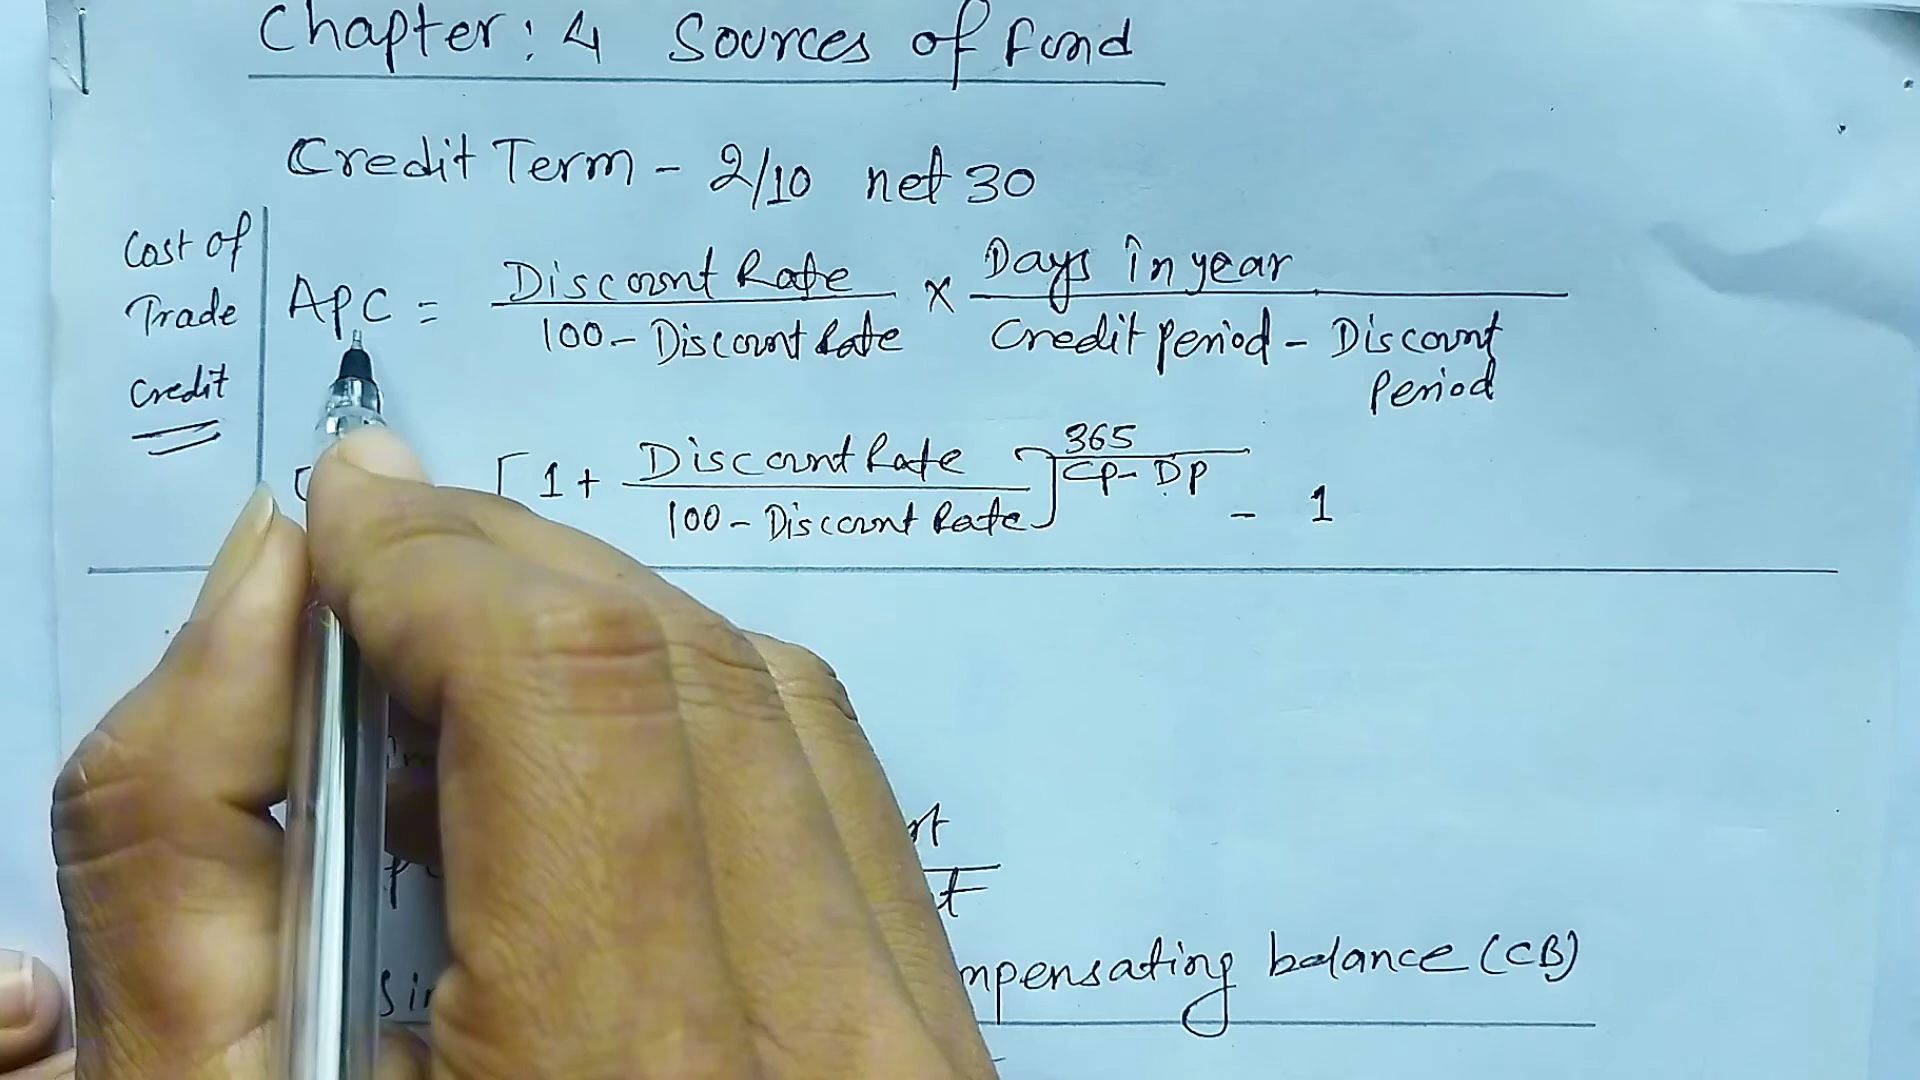 Chapter: 4 Sources of Fund
Credit Term - 2/10 net 30
Cost of
Trade
Credit
APC = Discount Rate / 100 - Discount Rate × Days in year / Credit period - Discount Period
[ 1 + Discount Rate / 100 - Discount Rate ] 365 / CP - DP - 1
balance (CB)